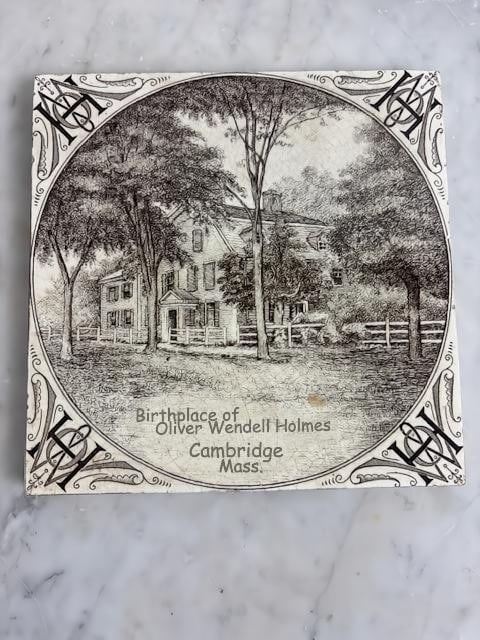 Birthplace of
Oliver Wendell Holmes
Cambridge
Mass.